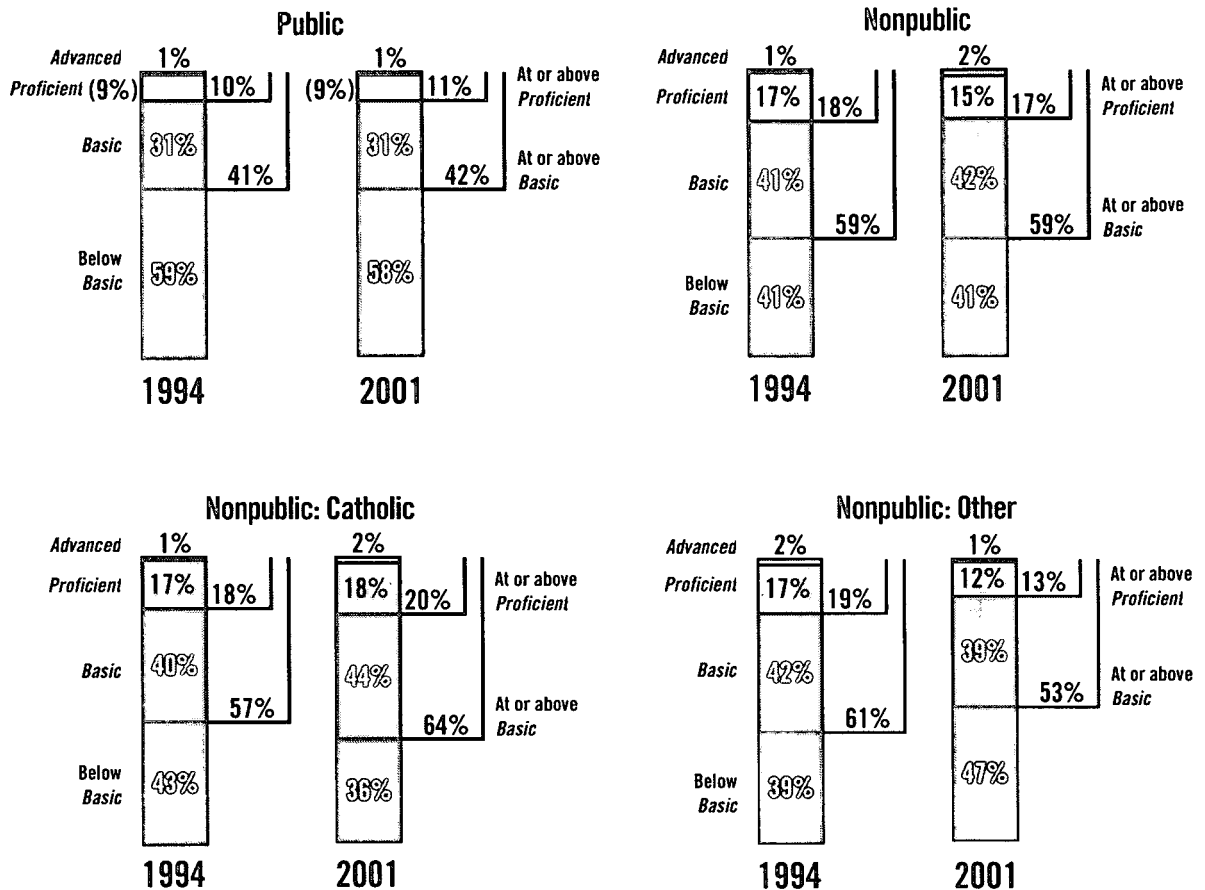 Public
Advanced 1% 1%
Proficient (9%) 10% (9%) 11% At or above
Proficient
Basic 31% 31%
41% 42% At or above
Basic
Below
Basic 59% 58%
1994 2001
Nonpublic
Advanced 1% 2%
Proficient 17% 18% 15% 17% At or above
Proficient
Basic 41% 42%
59% 59% At or above
Basic
Below
Basic 41% 41%
1994 2001
Nonpublic: Catholic
Advanced 1% 2%
Proficient 17% 18% 18% 20% At or above
Proficient
Basic 40% 44%
57% 64% At or above
Basic
Below
Basic 43% 36%
1994 2001
Nonpublic: Other
Advanced 2% 1%
Proficient 17% 19% 12% 13% At or above
Proficient
Basic 42% 39%
61% 53% At or above
Basic
Below
Basic 39% 47%
1994 2001